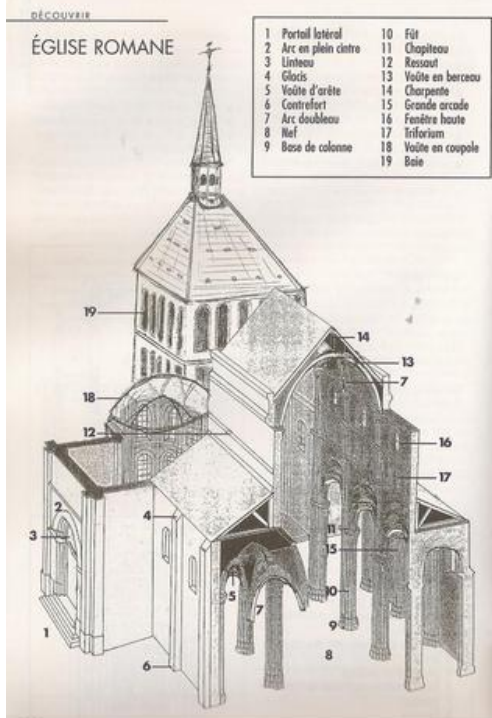 DÉCOUVRIR
ÉGLISE ROMANE
1 Portail latéral
2 Arc en plein cintre
3 Linteau
4 Glacis
5 Voûte d'arête
6 Contrefort
7 Arc doubleau
8 Nef
9 Base de colonne
10 Fût
11 Chapiteau
12 Ressaut
13 Voûte en berceau
14 Charpente
15 Grande arcade
16 Fenêtre haute
17 Triforium
18 Voûte en coupole
19 Baie
19
14
13
7
18
12
16
17
4
2
3
11
15
5
7
10
9
1
6
8